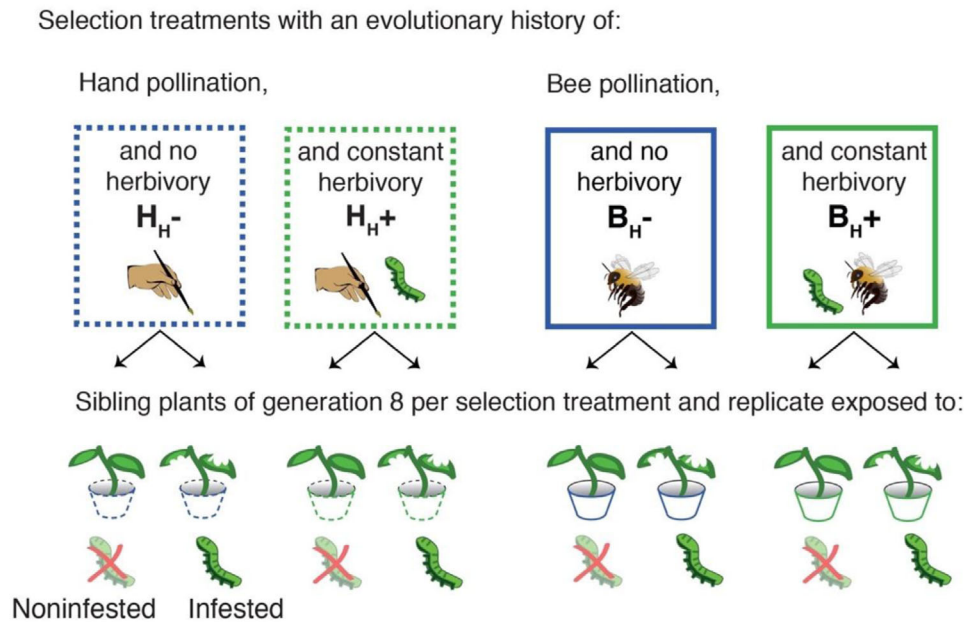 Selection treatments with an evolutionary history of:
Hand pollination,
Bee pollination,
and no
herbivory
HH-
and constant
herbivory
HH+
and no
herbivory
BH-
and constant
herbivory
BH+
Sibling plants of generation 8 per selection treatment and replicate exposed to:
Noninfested
Infested